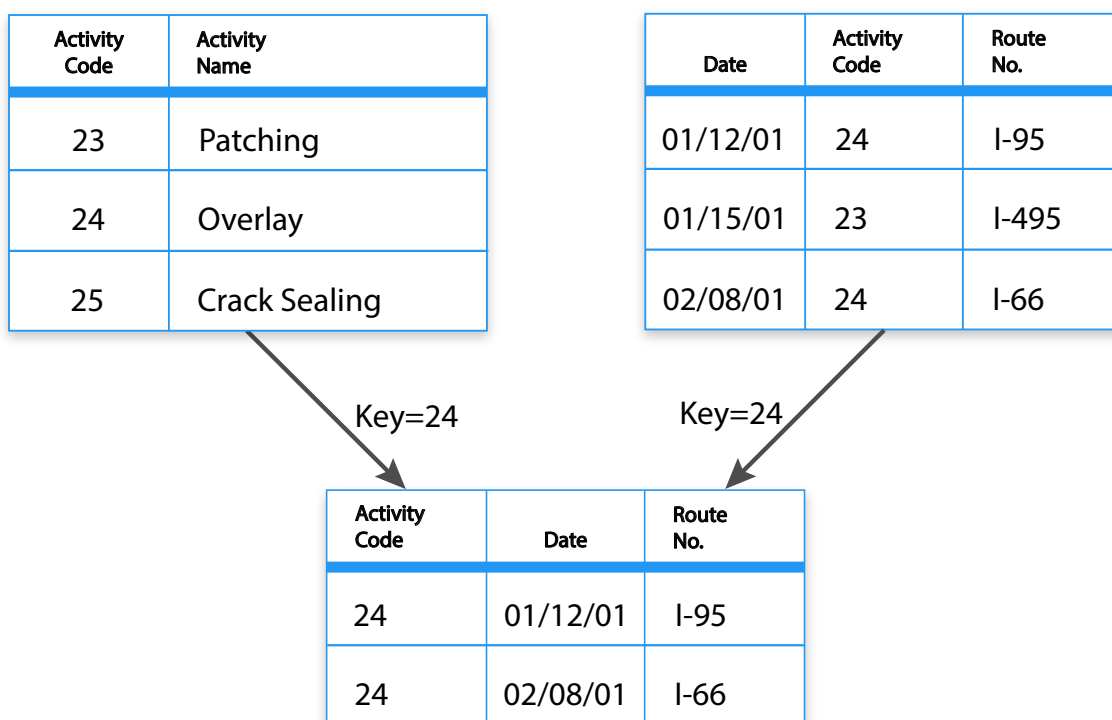 Activity Code
Activity Name
23 Patching
24 Overlay
25 Crack Sealing
Date
Activity Code
Route No.
01/12/01 24 I-95
01/15/01 23 I-495
02/08/01 24 I-66
Key=24
Key=24
Activity Code
Date
Route No.
24 01/12/01 I-95
24 02/08/01 I-66